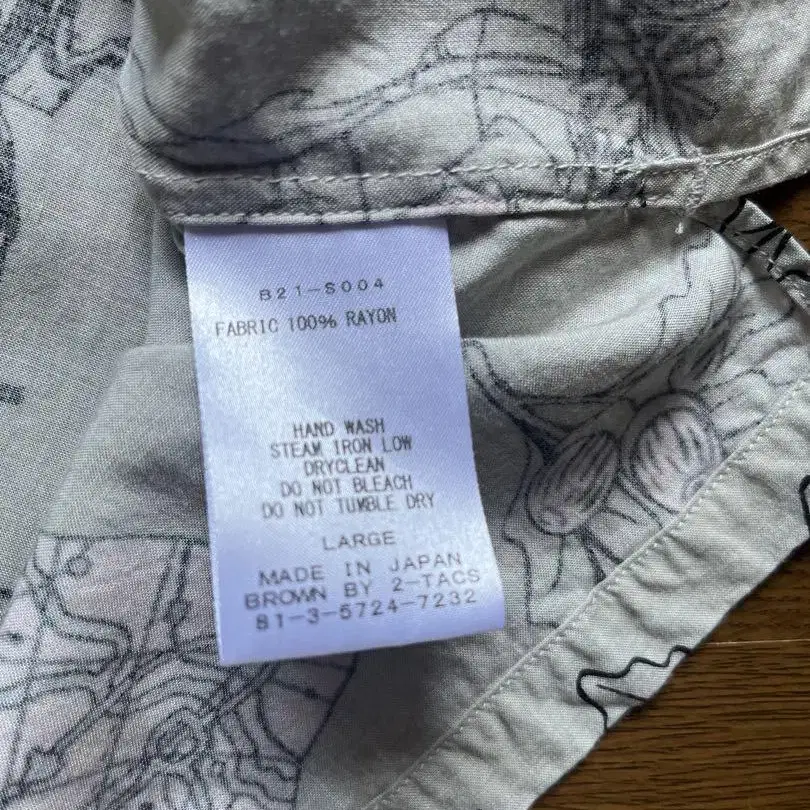 B21-S004
FABRIC 100% RAYON
HAND WASH
STEAM IRON LOW
DRYCLEAN
DO NOT BLEACH
DO NOT TUMBLE DRY
LARGE
MADE IN JAPAN
BROWN BY 2-TACS
81-3-5724-7232